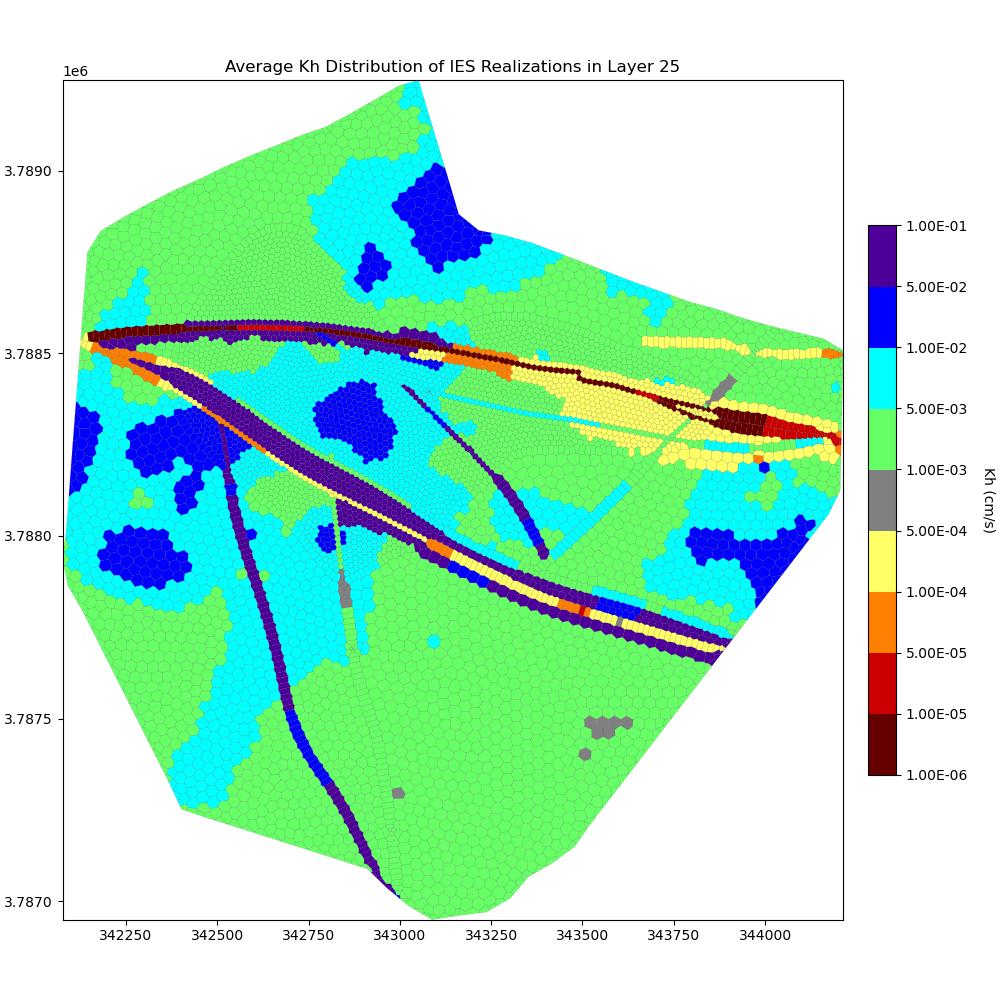 Average Kh Distribution of IES Realizations in Layer 25
1e6
3.7890
3.7885
3.7880
3.7875
3.7870
342250 342500 342750 343000 343250 343500 343750 344000
1.00E-01
5.00E-02
1.00E-02
5.00E-03
1.00E-03
5.00E-04
1.00E-04
5.00E-05
1.00E-05
1.00E-06
Kh (cm/s)